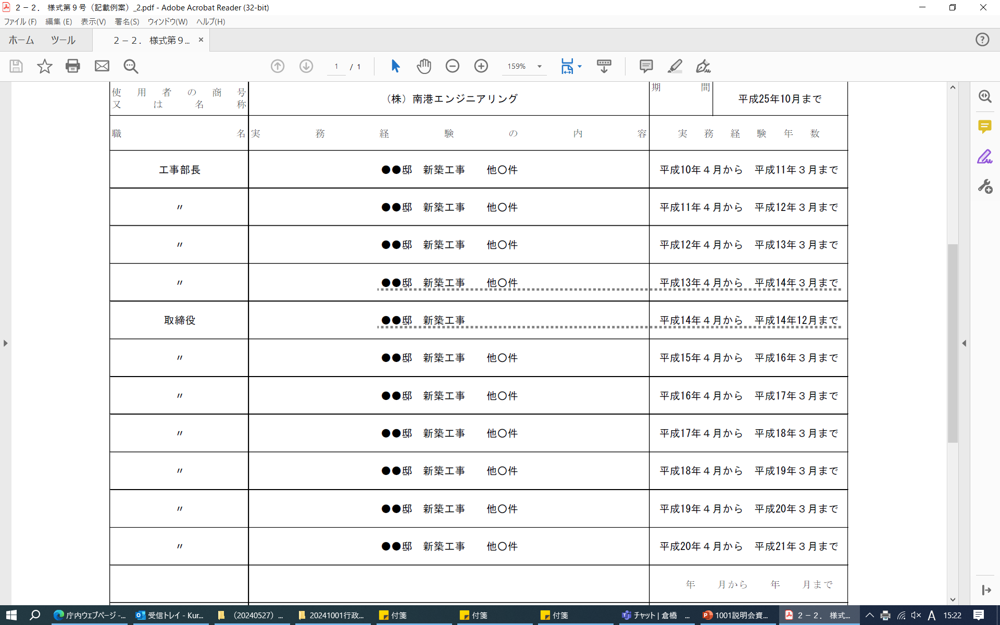 ２－２． 様式第９号（記載例案）_2.pdf - Adobe Acrobat Reader (32-bit)
ファイル(F) 編集(E) 表示(V) 署名(S) ウィンドウ(W) ヘルプ(H)
ホーム ツール ２－２． 様式第９... ×
1 / 1 159%
使用者の商号 （株）南港エンジニアリング 期間 平成25年10月まで
又は名称
職名 実務経験の内容 実務経験年数
工事部長 ●●邸 新築工事 他〇件 平成10年４月から 平成11年３月まで
〃 ●●邸 新築工事 他〇件 平成11年４月から 平成12年３月まで
〃 ●●邸 新築工事 他〇件 平成12年４月から 平成13年３月まで
〃 ●●邸 新築工事 他〇件 平成13年４月から 平成14年３月まで
取締役 ●●邸 新築工事 平成14年４月から 平成14年12月まで
〃 ●●邸 新築工事 他〇件 平成15年４月から 平成16年３月まで
〃 ●●邸 新築工事 他〇件 平成16年４月から 平成17年３月まで
〃 ●●邸 新築工事 他〇件 平成17年４月から 平成18年３月まで
〃 ●●邸 新築工事 他〇件 平成18年４月から 平成19年３月まで
〃 ●●邸 新築工事 他〇件 平成19年４月から 平成20年３月まで
〃 ●●邸 新築工事 他〇件 平成20年４月から 平成21年３月まで
年 月から 年 月まで
庁内ウェブページ -... 受信トレイ - Kur... （20240527）... 20241001行政... 付箋 付箋 付箋 チャット | 倉橋 ... 1001説明会資... ２－２． 様式... A 15:22